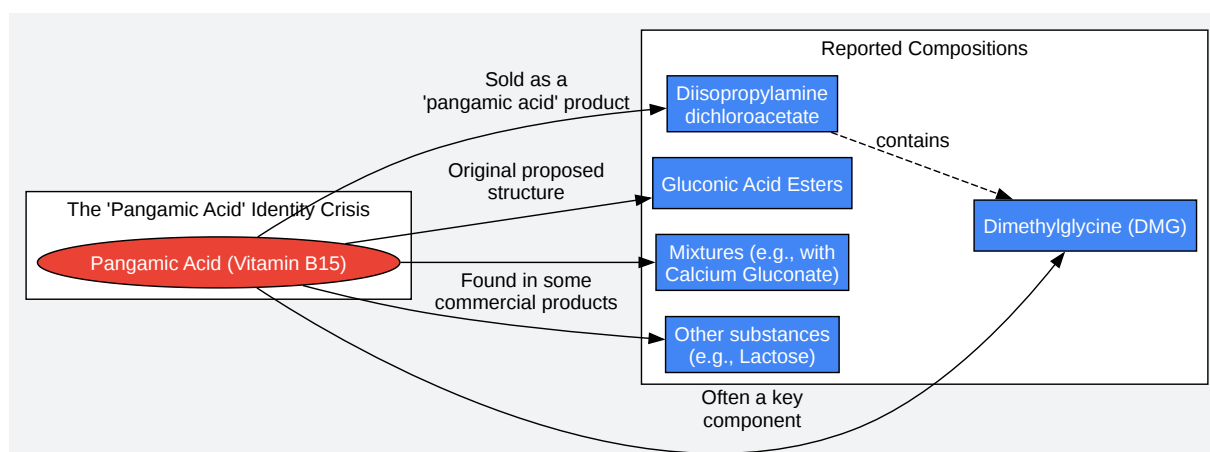 The 'Pangamic Acid' Identity Crisis
Pangamic Acid (Vitamin B15)
Sold as a
'pangamic acid' product
Original proposed
structure
Found in some
commercial products
Often a key
component
Reported Compositions
Diisopropylamine
dichloroacetate
contains
Gluconic Acid Esters
Dimethylglycine (DMG)
Mixtures (e.g., with
Calcium Gluconate)
Other substances
(e.g., Lactose)